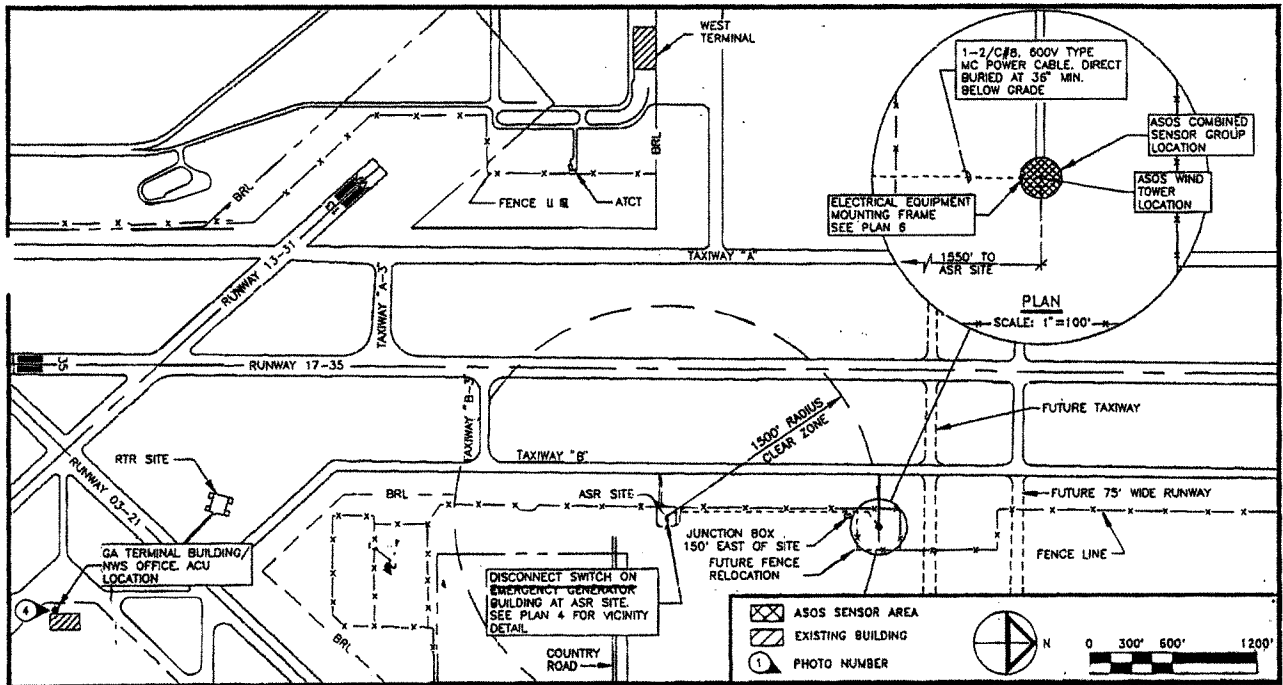 WEST
TERMINAL
1-2/C#8, 600V TYPE
MC POWER CABLE. DIRECT
BURIED AT 36" MIN.
BELOW GRADE
ASOS COMBINED
SENSOR GROUP
LOCATION
ASOS WIND
TOWER
LOCATION
ELECTRICAL EQUIPMENT
MOUNTING FRAME
SEE PLAN 6
1550' TO
ASR SITE
PLAN
SCALE: 1"=100'
BRL
BRL
FENCE
ATCT
13
RUNWAY 13-31
TAXIWAY "A"
TAXIWAY "A-3"
35
RUNWAY 17-35
TAXIWAY "B-3"
1500' RADIUS
CLEAR ZONE
FUTURE TAXIWAY
RTR SITE
RUNWAY 03-21
TAXIWAY "B"
BRL
ASR SITE
FUTURE 75' WIDE RUNWAY
JUNCTION BOX
150' EAST OF SITE
FUTURE FENCE
RELOCATION
FENCE LINE
GA TERMINAL BUILDING/
NWS OFFICE. ACU
LOCATION
4
DISCONNECT SWITCH ON
EMERGENCY GENERATOR
BUILDING AT ASR SITE.
SEE PLAN 4 FOR VICINITY
DETAIL
BRL
COUNTRY
ROAD
ASOS SENSOR AREA
EXISTING BUILDING
1 PHOTO NUMBER
N
0 300' 600' 1200'